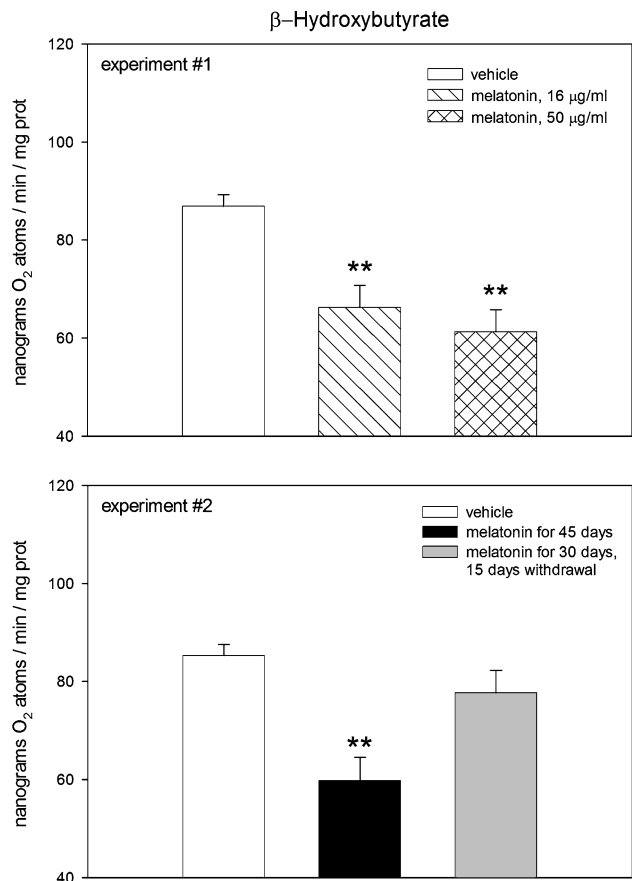 β–Hydroxybutyrate
120
100
80
60
40
nanograms O₂ atoms / min / mg prot
experiment #1
vehicle
melatonin, 16 μg/ml
melatonin, 50 μg/ml
**
**
120
100
80
60
40
nanograms O₂ atoms / min / mg prot
experiment #2
vehicle
melatonin for 45 days
melatonin for 30 days,
15 days withdrawal
**